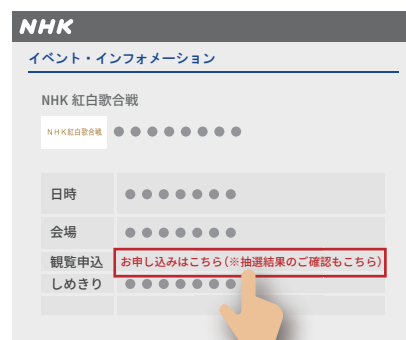 NHK
イベント・インフォメーション
NHK 紅白歌合戦
NHK紅白歌合戦 ●●●●●●●●
日時 ●●●●●●●
会場 ●●●●●●●
観覧申込 お申し込みはこちら(※抽選結果のご確認もこちら)
しめきり ●●●●●●●